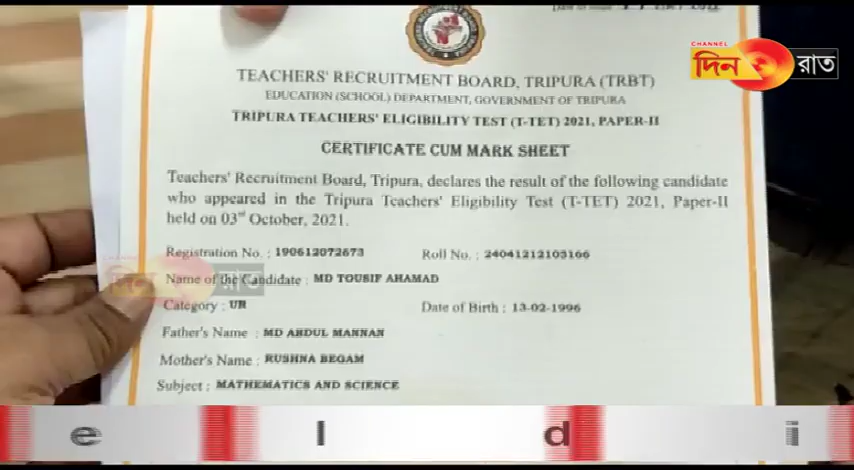 CHANNEL
দিন রাত
TEACHERS' RECRUITMENT BOARD, TRIPURA (TRBT)
EDUCATION (SCHOOL) DEPARTMENT, GOVERNMENT OF TRIPURA
TRIPURA TEACHERS' ELIGIBILITY TEST (T-TET) 2021, PAPER-II
CERTIFICATE CUM MARK SHEET
Teachers' Recruitment Board, Tripura, declares the result of the following candidate
who appeared in the Tripura Teachers' Eligibility Test (T-TET) 2021, Paper-II
held on 03rd October, 2021.
Registration No. : 190612072673 Roll No. : 24041212103166
Name of the Candidate : MD TOUSIF AHAMAD
Category : UR Date of Birth : 13-02-1996
Father's Name : MD ABDUL MANNAN
Mother's Name : RUSHNA BEGAM
Subject : MATHEMATICS AND SCIENCE
e l d i